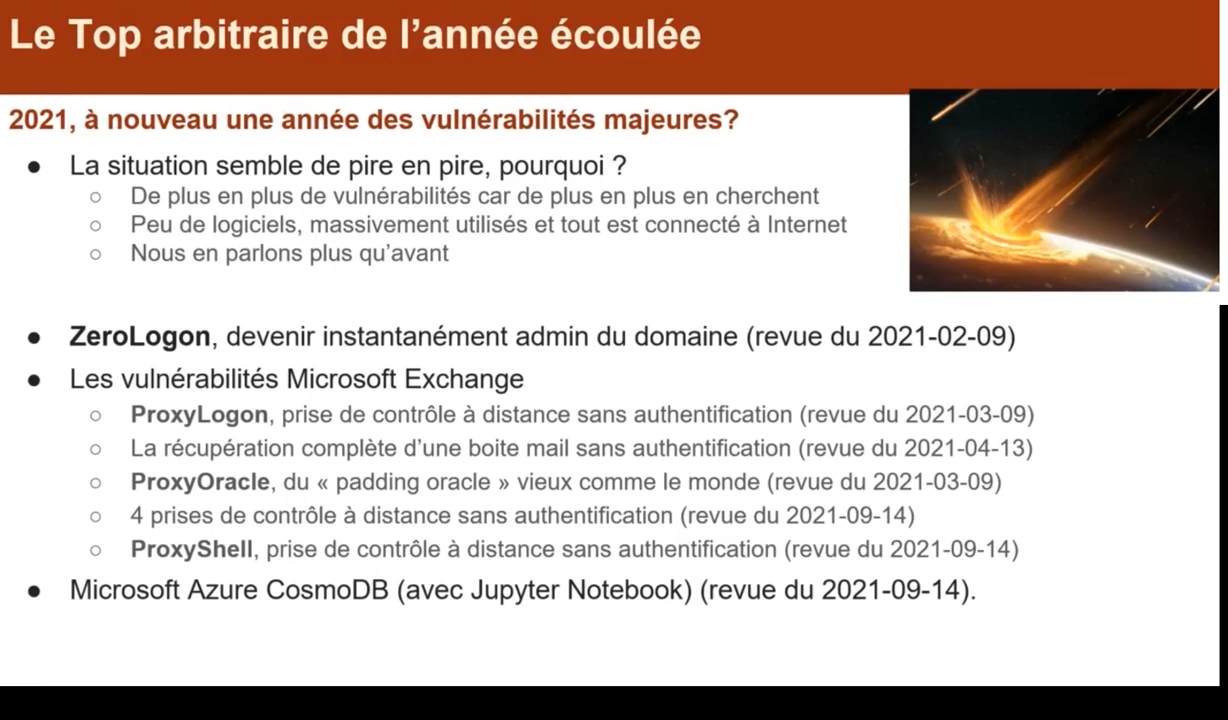 Le Top arbitraire de l’année écoulée
2021, à nouveau une année des vulnérabilités majeures?
● La situation semble de pire en pire, pourquoi ?
○ De plus en plus de vulnérabilités car de plus en plus en cherchent
○ Peu de logiciels, massivement utilisés et tout est connecté à Internet
○ Nous en parlons plus qu’avant
● ZeroLogon, devenir instantanément admin du domaine (revue du 2021-02-09)
● Les vulnérabilités Microsoft Exchange
○ ProxyLogon, prise de contrôle à distance sans authentification (revue du 2021-03-09)
○ La récupération complète d’une boite mail sans authentification (revue du 2021-04-13)
○ ProxyOracle, du « padding oracle » vieux comme le monde (revue du 2021-03-09)
○ 4 prises de contrôle à distance sans authentification (revue du 2021-09-14)
○ ProxyShell, prise de contrôle à distance sans authentification (revue du 2021-09-14)
● Microsoft Azure CosmoDB (avec Jupyter Notebook) (revue du 2021-09-14).